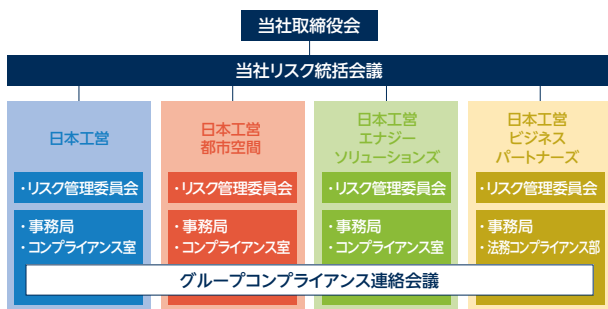 当社取締役会
当社リスク統括会議
日本工営
・リスク管理委員会
・事務局
・コンプライアンス室
日本工営
都市空間
・リスク管理委員会
・事務局
・コンプライアンス室
日本工営
エナジー
ソリューションズ
・リスク管理委員会
・事務局
・コンプライアンス室
日本工営
ビジネス
パートナーズ
・リスク管理委員会
・事務局
・法務コンプライアンス部
グループコンプライアンス連絡会議